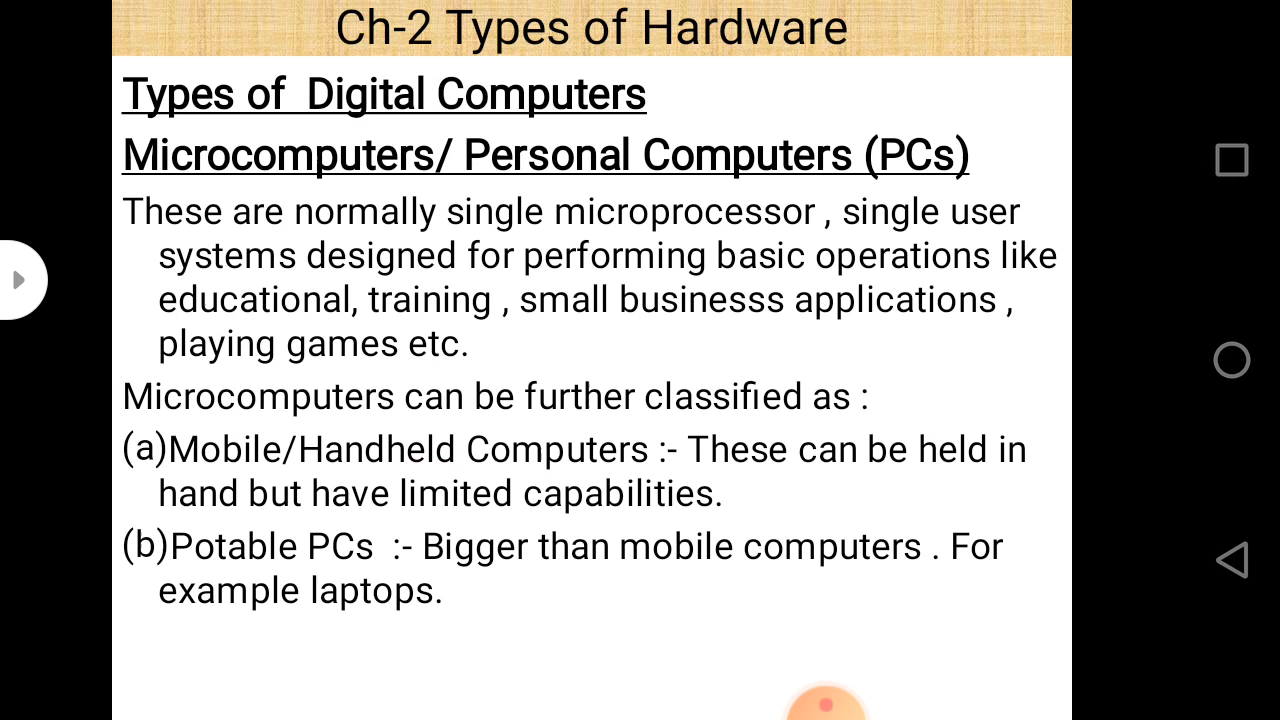 Ch-2 Types of Hardware
Types of  Digital Computers
Microcomputers/ Personal Computers (PCs)
These are normally single microprocessor , single user
systems designed for performing basic operations like
educational, training , small businesss applications ,
playing games etc.
Microcomputers can be further classified as :
(a)Mobile/Handheld Computers :- These can be held in
hand but have limited capabilities.
(b)Potable PCs  :- Bigger than mobile computers . For
example laptops.